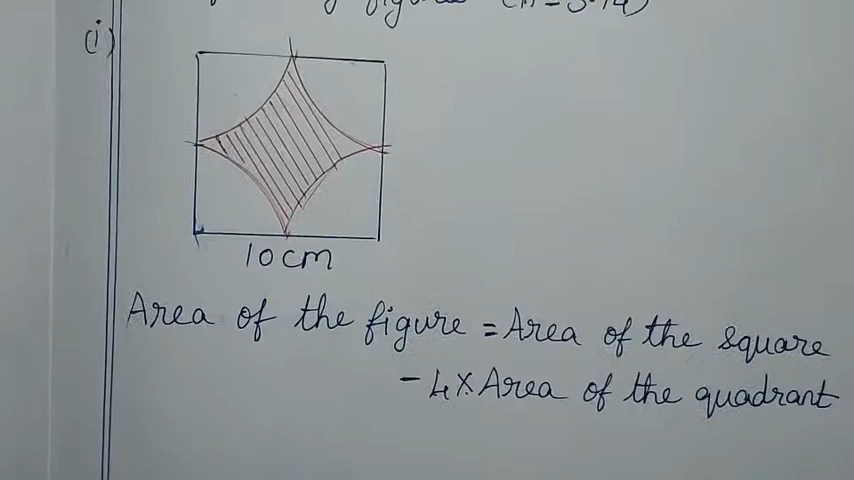 (i)
10 cm
Area of the figure = Area of the square
- 4 × Area of the quadrant